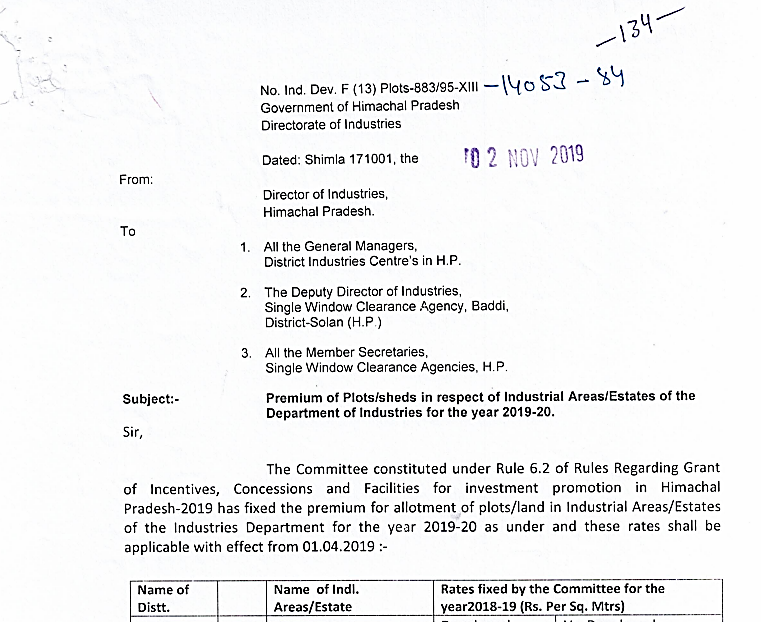 —134—
No. Ind. Dev. F (13) Plots-883/95-XIII —14053 – 84
Government of Himachal Pradesh
Directorate of Industries
Dated: Shimla 171001, the 02 NOV 2019
From:
Director of Industries,
Himachal Pradesh.
To
1. All the General Managers,
District Industries Centre's in H.P.
2. The Deputy Director of Industries,
Single Window Clearance Agency, Baddi,
District-Solan (H.P.)
3. All the Member Secretaries,
Single Window Clearance Agencies, H.P.
Subject:- Premium of Plots/sheds in respect of Industrial Areas/Estates of the
Department of Industries for the year 2019-20.
Sir,
The Committee constituted under Rule 6.2 of Rules Regarding Grant
of Incentives, Concessions and Facilities for investment promotion in Himachal
Pradesh-2019 has fixed the premium for allotment of plots/land in Industrial Areas/Estates
of the Industries Department for the year 2019-20 as under and these rates shall be
applicable with effect from 01.04.2019 :-
Name of Name of Indl. Rates fixed by the Committee for the
Distt. Areas/Estate year2018-19 (Rs. Per Sq. Mtrs)